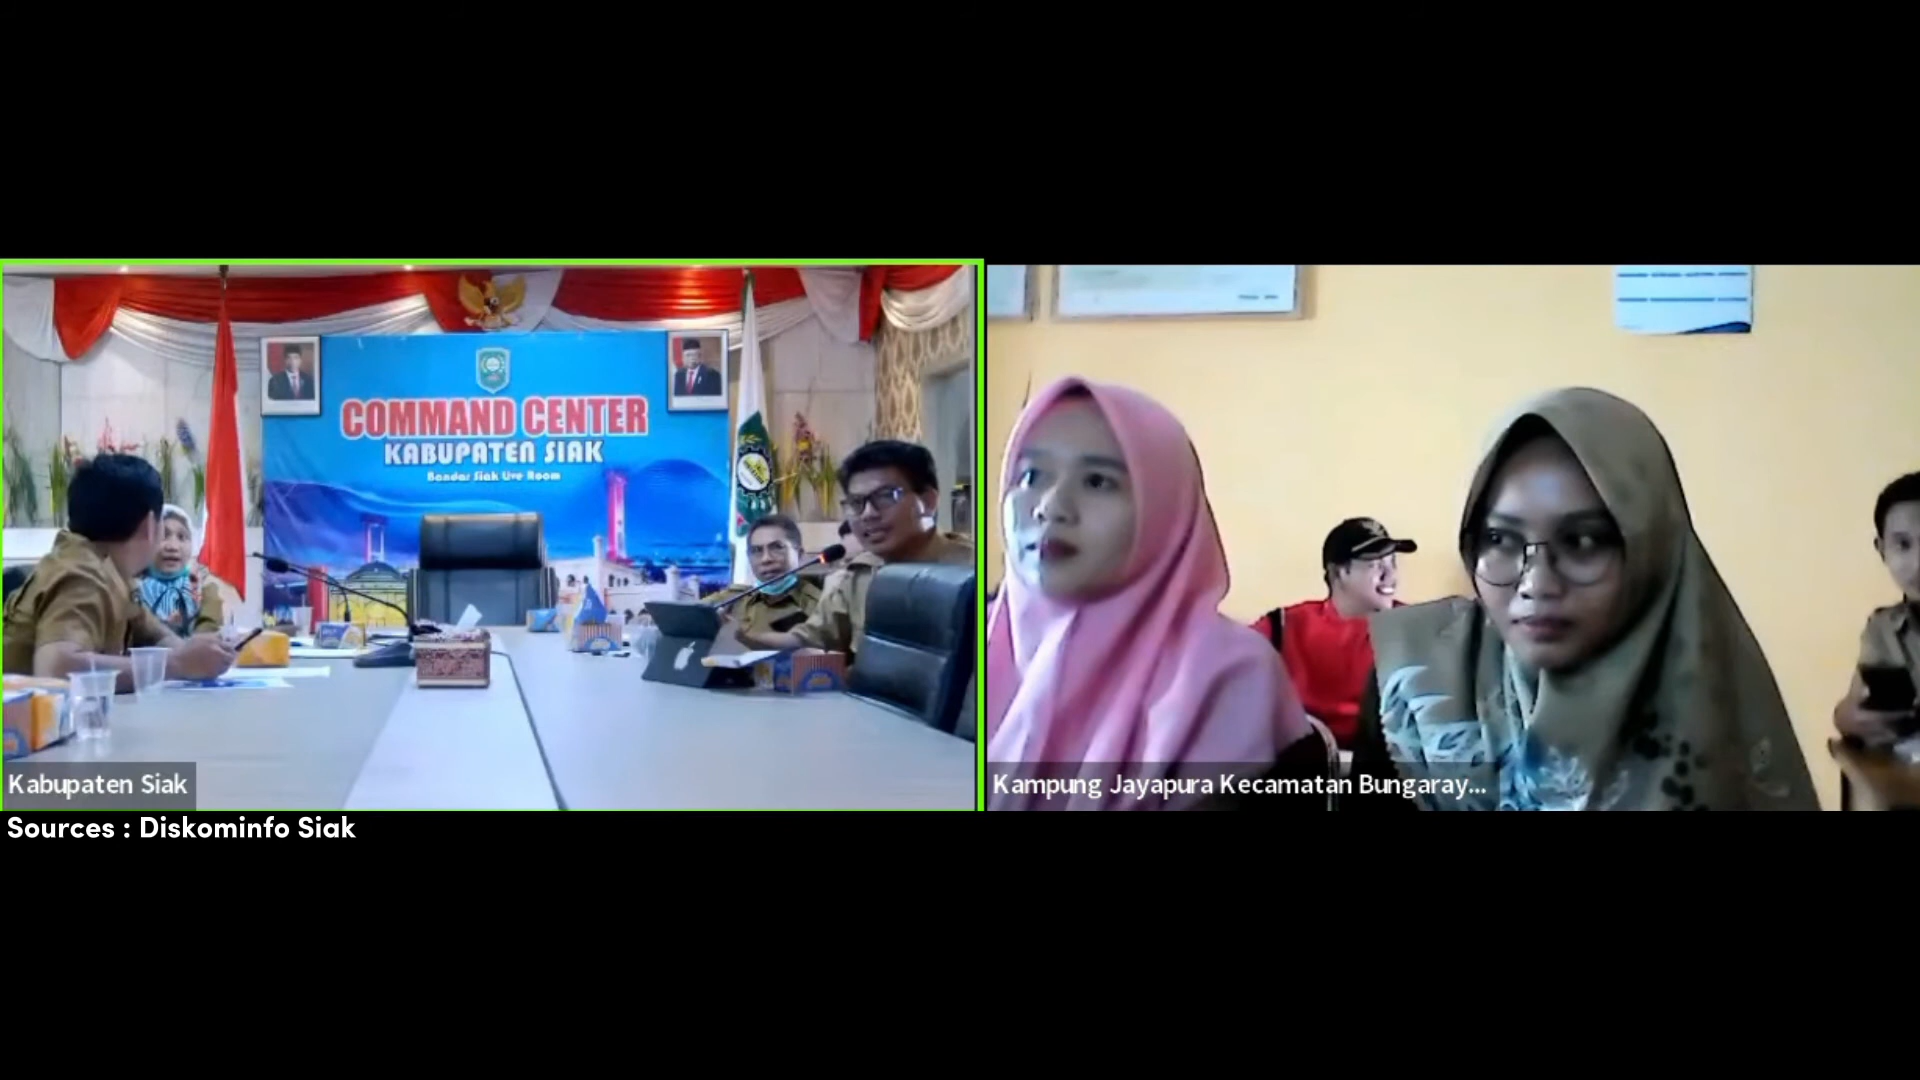 COMMAND CENTER
KABUPATEN SIAK
Bandar Siak Live Room
Kabupaten Siak
Kampung Jayapura Kecamatan Bungaray...
Sources : Diskominfo Siak